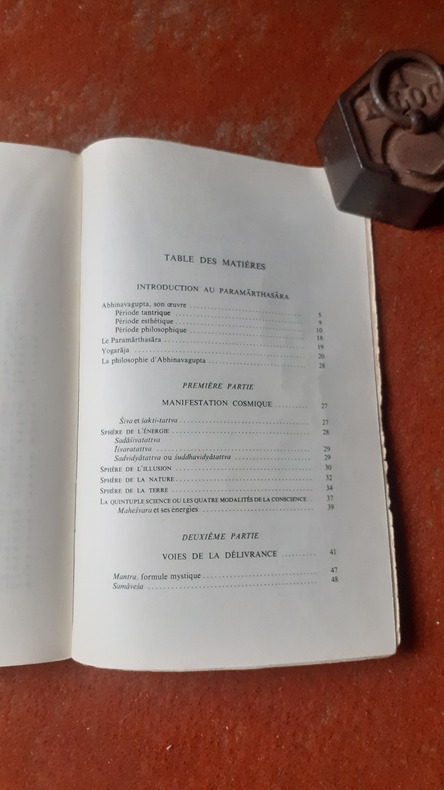 TABLE DES MATIÈRES
INTRODUCTION AU PARAMĀRTHASĀRA
Abhinavagupta, son œuvre
Période tantrique 5
Période esthétique 9
Période philosophique 10
Le Paramārthasāra 18
Yogarāja 19
La philosophie d'Abhinavagupta 20
28
PREMIÈRE PARTIE
MANIFESTATION COSMIQUE 27
Śiva et śakti-tattva 27
SPHÈRE DE L'ÉNERGIE 28
Sadāśivatattva
Īśvaratattva 29
Sadvidyātattva ou śuddhavidyātattva 29
SPHÈRE DE L'ILLUSION 30
SPHÈRE DE LA NATURE 32
SPHÈRE DE LA TERRE 34
LA QUINTUPLE SCIENCE OU LES QUATRE MODALITÉS DE LA CONSCIENCE 37
Maheśvara et ses énergies 39
DEUXIÈME PARTIE
VOIES DE LA DÉLIVRANCE 41
Mantra, formule mystique 47
Samāveśa 48